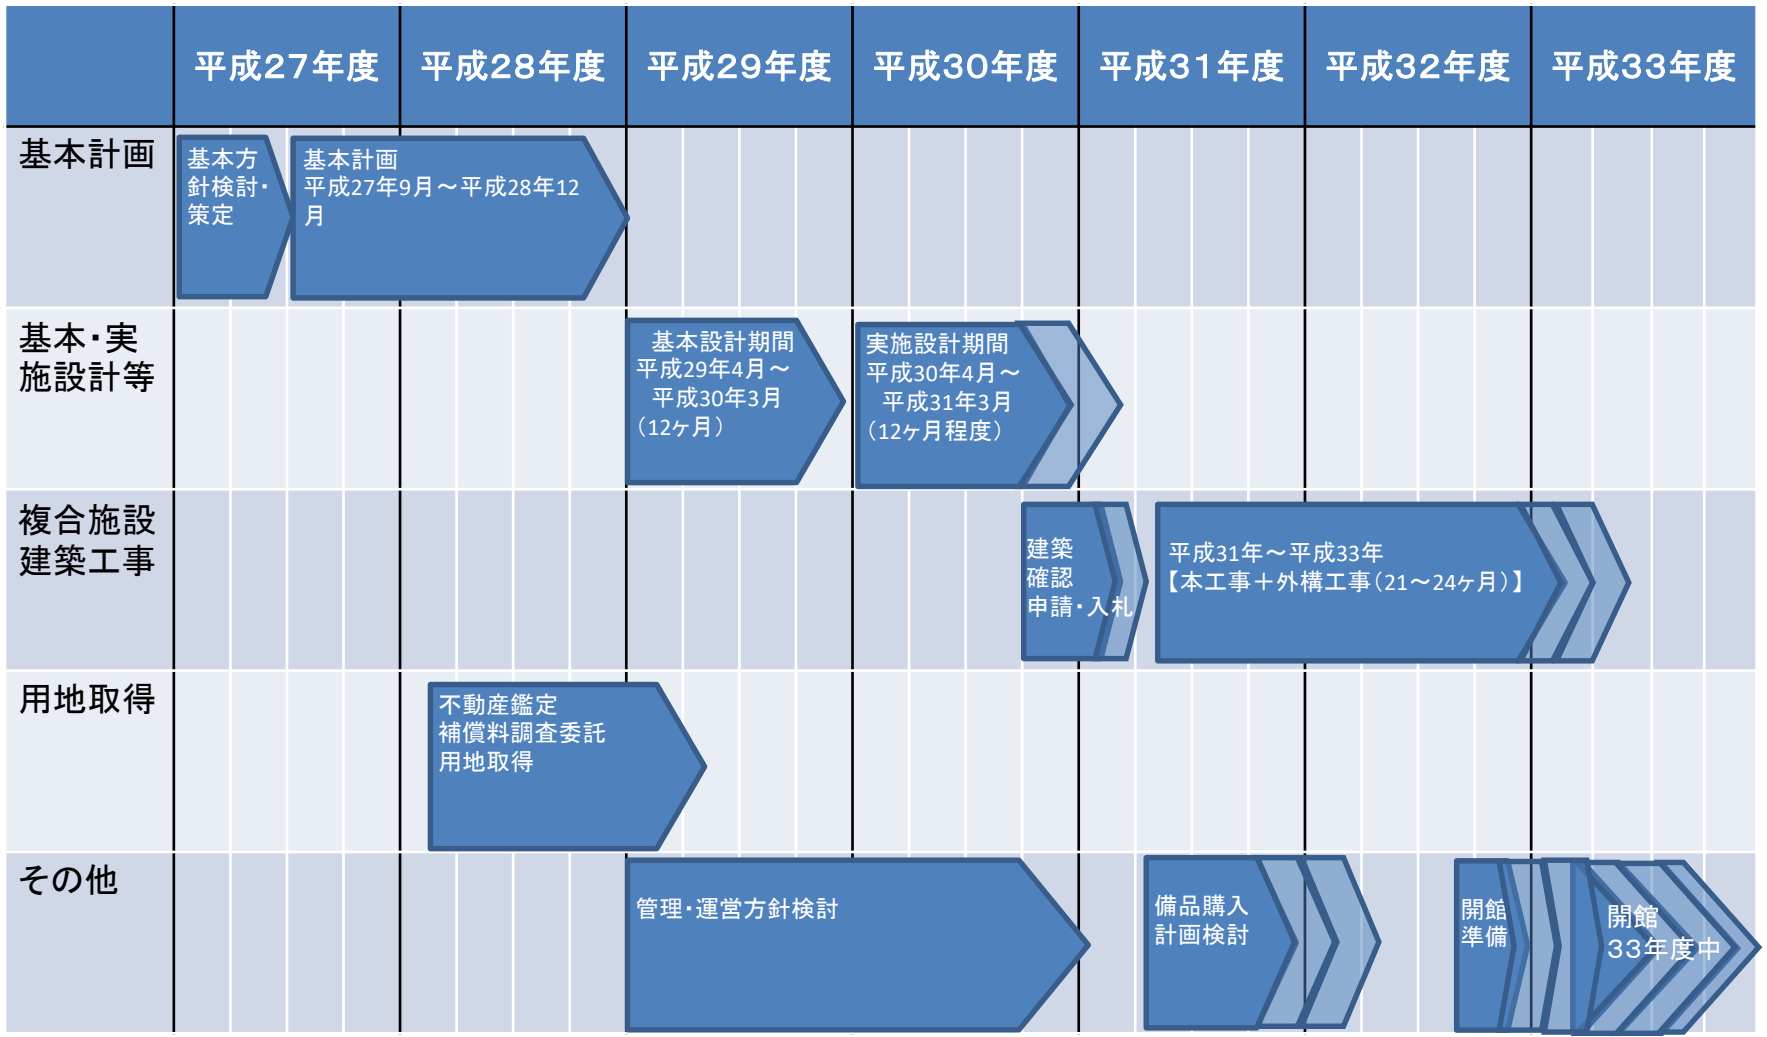 平成27年度
平成28年度
平成29年度
平成30年度
平成31年度
平成32年度
平成33年度
基本計画
基本方
針検討・
策定
基本計画
平成27年9月～平成28年12
月
基本・実
施設計等
基本設計期間
平成29年4月～
平成30年3月
（12ヶ月）
実施設計期間
平成30年4月～
平成31年3月
（12ヶ月程度）
複合施設
建築工事
建築
確認
申請・入札
平成31年～平成33年
【本工事＋外構工事（21～24ヶ月）】
用地取得
不動産鑑定
補償料調査委託
用地取得
その他
管理・運営方針検討
備品購入
計画検討
開館
準備
開館
33年度中